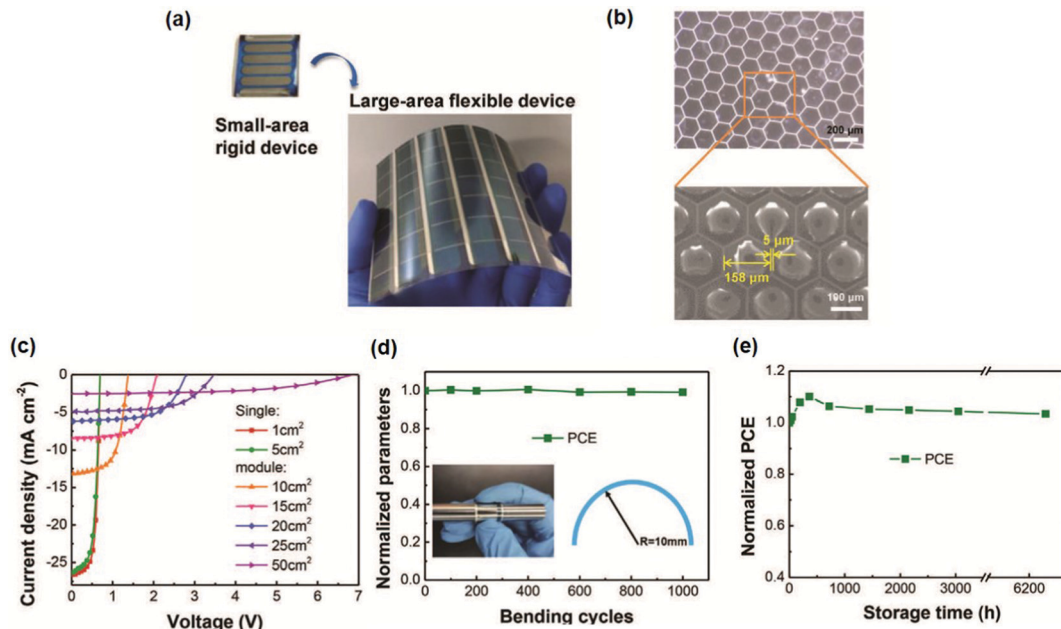 (a)
Small-area
rigid device
Large-area flexible device
(b)
200 µm
5 µm
158 µm
100 µm
(c)
Current density (mA cm⁻²)
0
-5
-10
-15
-20
-25
Single:
1cm²
5cm²
module:
10cm²
15cm²
20cm²
25cm²
50cm²
0 1 2 3 4 5 6 7
Voltage (V)
(d)
Normalized parameters
1.0
0.8
0.6
0.4
0.2
0.0
PCE
R=10mm
0 200 400 600 800 1000
Bending cycles
(e)
Normalized PCE
1.2
1.0
0.8
0.6
0.4
PCE
0 1000 2000 3000 6200
Storage time (h)